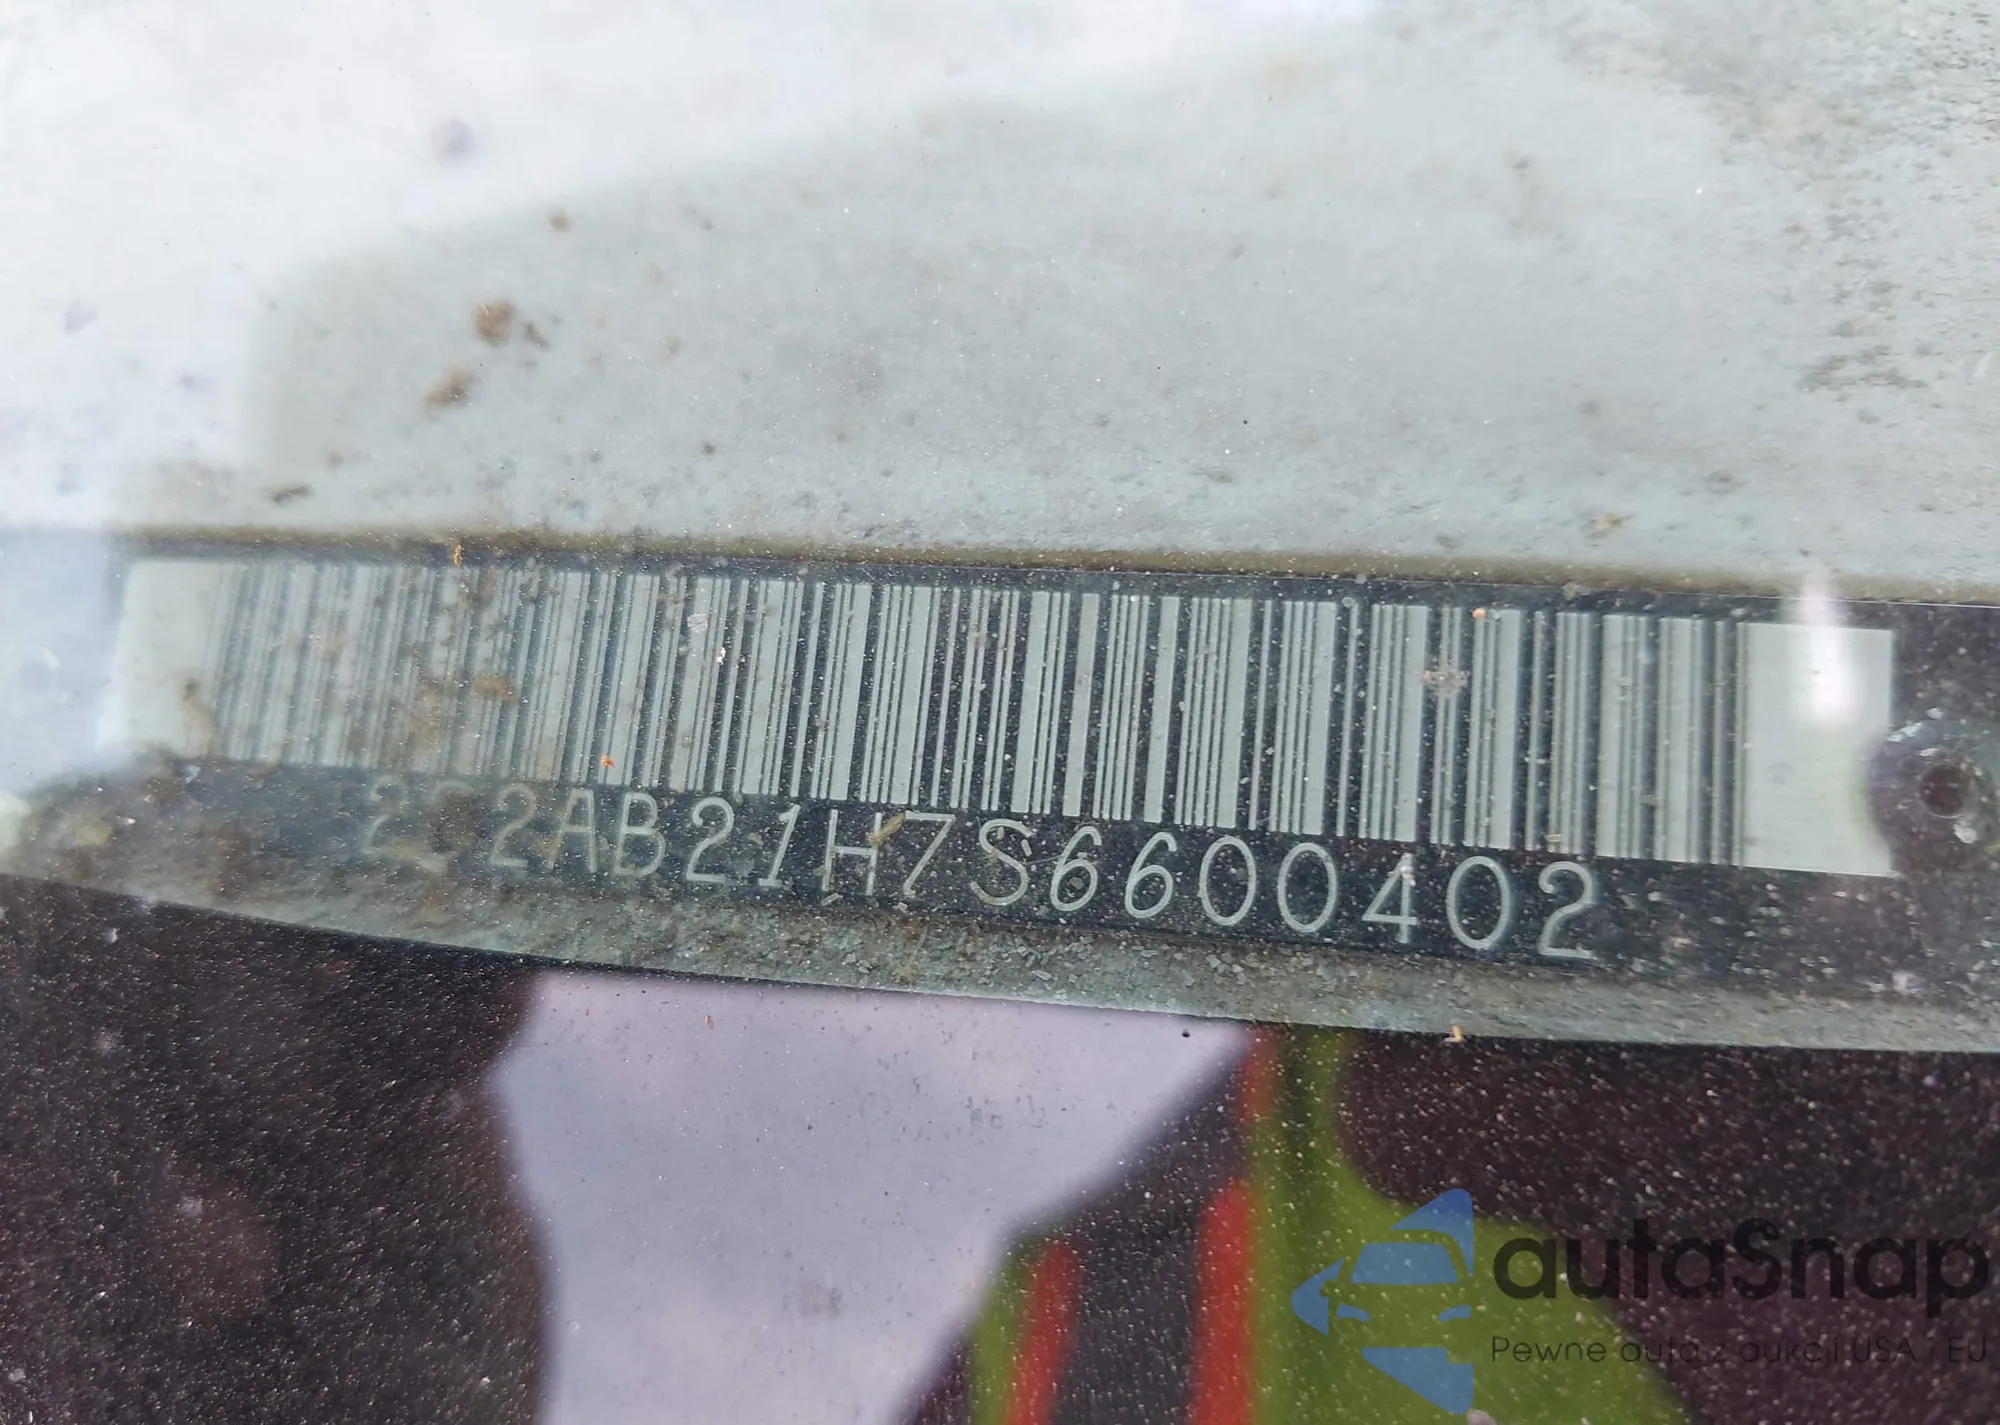 2C2AB21H7S6600402
autaSnap
Pewne auta z aukcji USA i EU